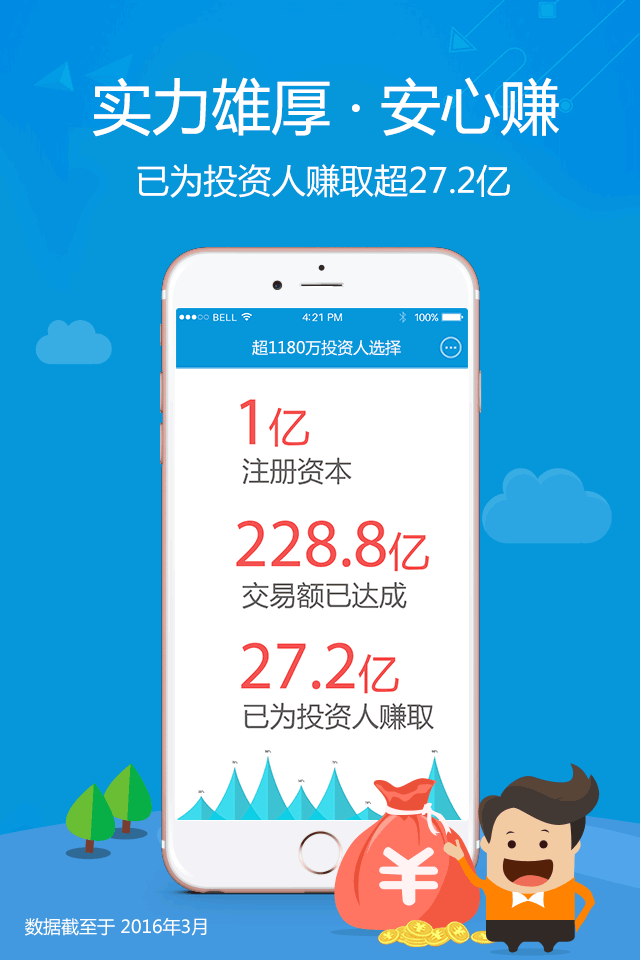 实力雄厚·安心赚
已为投资人赚取超27.2亿
BELL 4:21 PM 100%
超1180万投资人选择
1亿
注册资本
228.8亿
交易额已达成
27.2亿
已为投资人赚取
¥
数据截至于 2016年3月